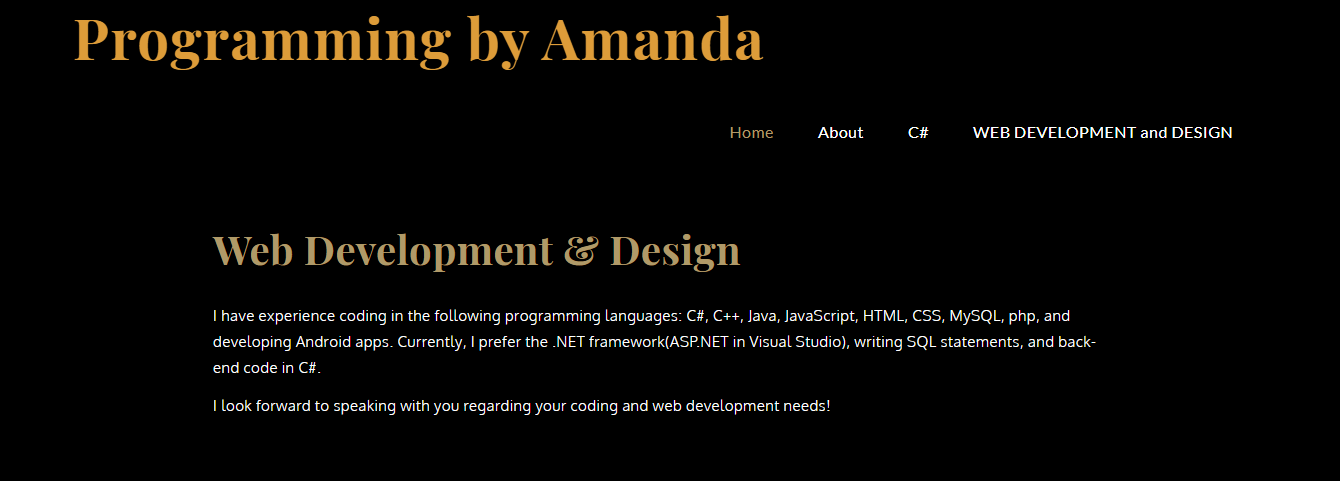 Programming by Amanda
Home About C# WEB DEVELOPMENT and DESIGN
Web Development & Design
I have experience coding in the following programming languages: C#, C++, Java, JavaScript, HTML, CSS, MySQL, php, and
developing Android apps. Currently, I prefer the .NET framework(ASP.NET in Visual Studio), writing SQL statements, and back-
end code in C#.
I look forward to speaking with you regarding your coding and web development needs!